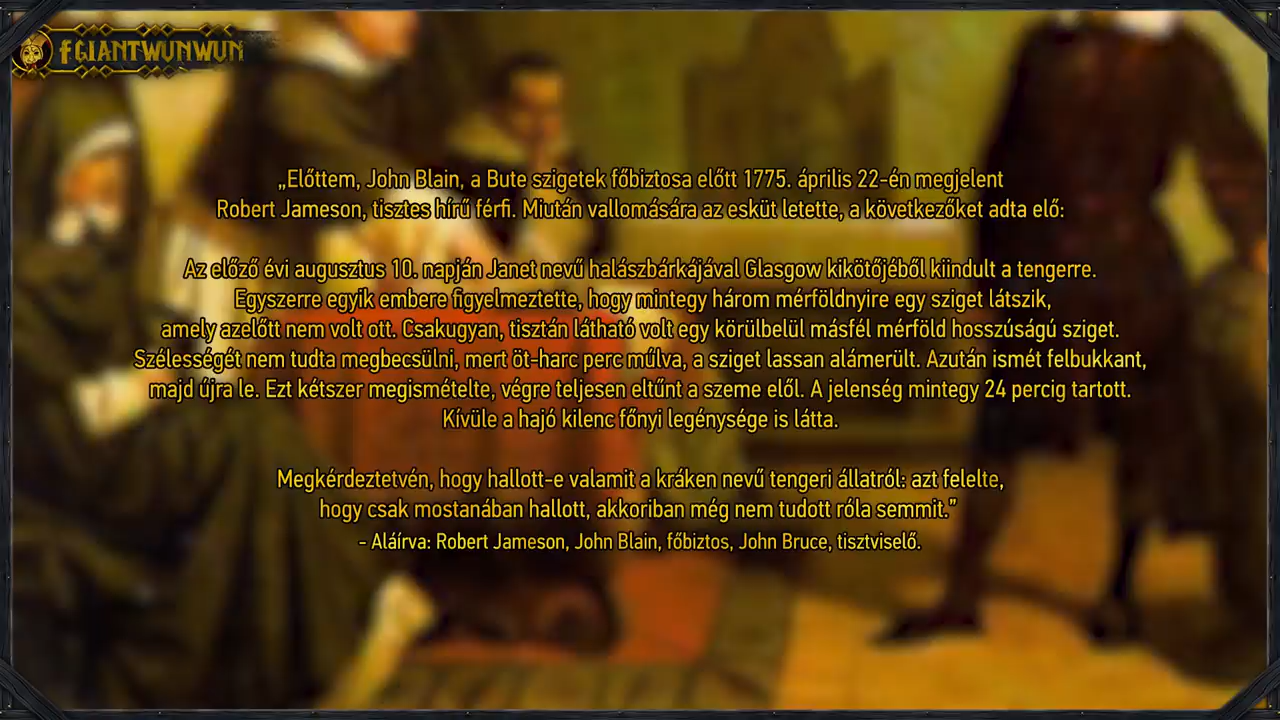 FGIANTWUNWUN
„Előttem, John Blain, a Bute szigetek főbiztosa előtt 1775. április 22-én megjelent
Robert Jameson, tisztes hírű férfi. Miután vallomására az esküt letette, a következőket adta elő:
Az előző évi augusztus 10. napján Janet nevű halászbárkájával Glasgow kikötőjéből kiindult a tengerre.
Egyszerre egyik embere figyelmeztette, hogy mintegy három mérföldnyire egy sziget látszik,
amely azelőtt nem volt ott. Csakugyan, tisztán látható volt egy körülbelül másfél mérföld hosszúságú sziget.
Szélességét nem tudta megbecsülni, mert öt-harc perc múlva, a sziget lassan alámerült. Azután ismét felbukkant,
majd újra le. Ezt kétszer megismételte, végre teljesen eltűnt a szeme elől. A jelenség mintegy 24 percig tartott.
Kívüle a hajó kilenc főnyi legénysége is látta.
Megkérdeztetvén, hogy hallott-e valamit a kráken nevű tengeri állatról: azt felelte,
hogy csak mostanában hallott, akkoriban még nem tudott róla semmit.”
- Aláírva: Robert Jameson, John Blain, főbiztos, John Bruce, tisztviselő.